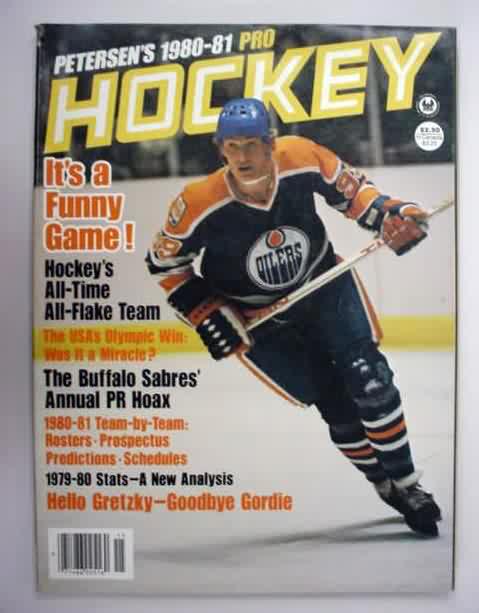 PETERSEN'S 1980-81 PRO
HOCKEY
$2.50
It's a
Funny
Game!
Hockey's
All-Time
All-Flake Team
The USA's Olympic Win:
Was it a Miracle?
The Buffalo Sabres'
Annual PR Hoax
1980-81 Team-by-Team:
Rosters · Prospectus
Predictions · Schedules
1979-80 Stats—A New Analysis
Hello Gretzky—Goodbye Gordie
OILERS
99